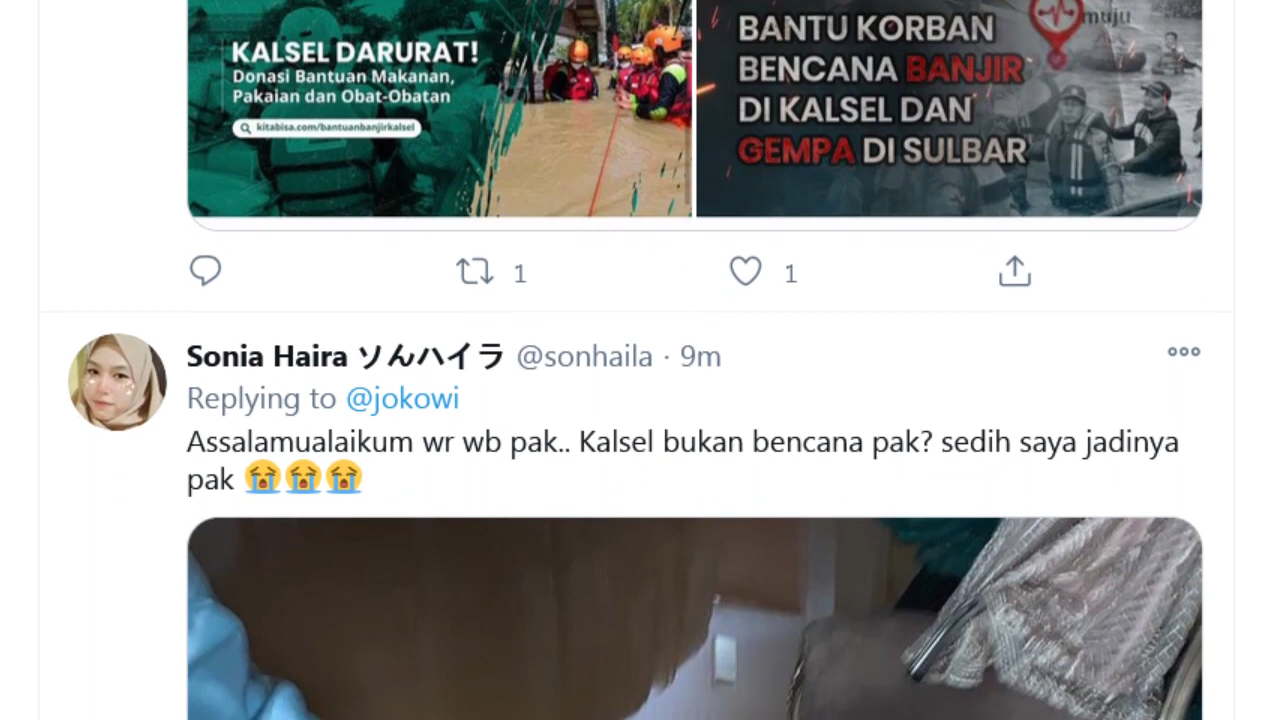 KALSEL DARURAT!
Donasi Bantuan Makanan,
Pakaian dan Obat-Obatan
kitabisa.com/bantuanbanjirkalsel
muju
BANTU KORBAN
BENCANA BANJIR
DI KALSEL DAN
GEMPA DI SULBAR
1
1
Sonia Haira ソんハイラ @sonhaila · 9m
Replying to @jokowi
Assalamualaikum wr wb pak.. Kalsel bukan bencana pak? sedih saya jadinya
pak 😭😭😭